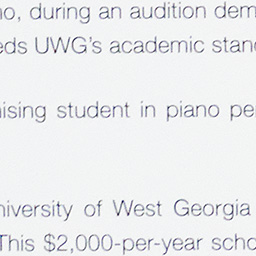 no, during an audition dem
eds UWG's academic stand
ising student in piano per
niversity of West Georgia
This $2,000-per-year scho